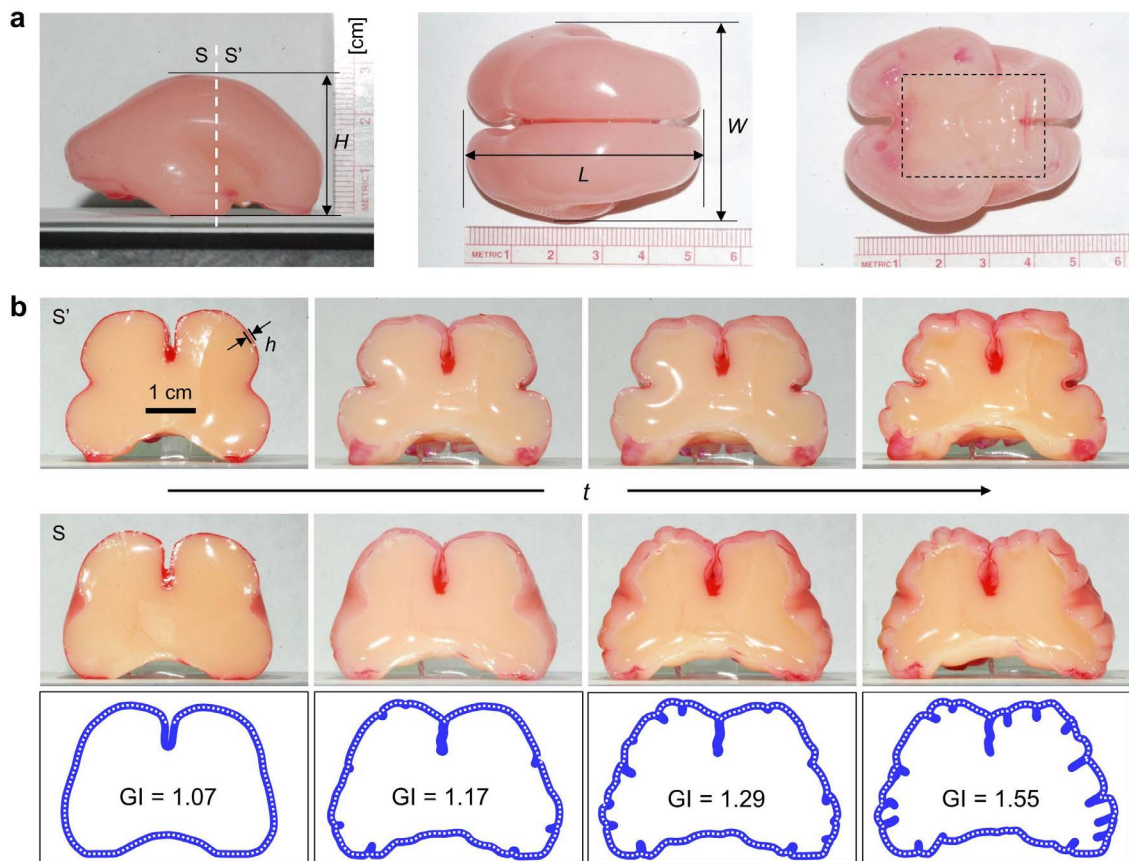 a
S S’
[cm]
H
3
2
1
METRIC
L
W
METRIC 1 2 3 4 5 6
METRIC 1 2 3 4 5 6
b
S’
h
1 cm
t
S
GI = 1.07
GI = 1.17
GI = 1.29
GI = 1.55